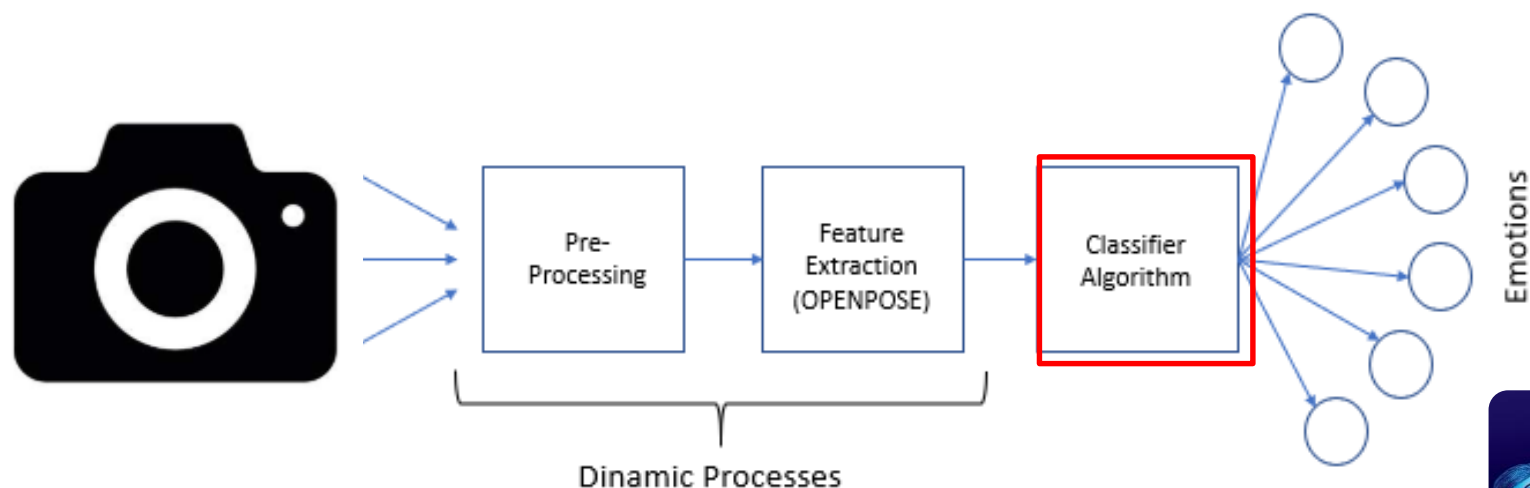 Pre-
Processing
Feature
Extraction
(OPENPOSE)
Classifier
Algorithm
Emotions
Dinamic Processes